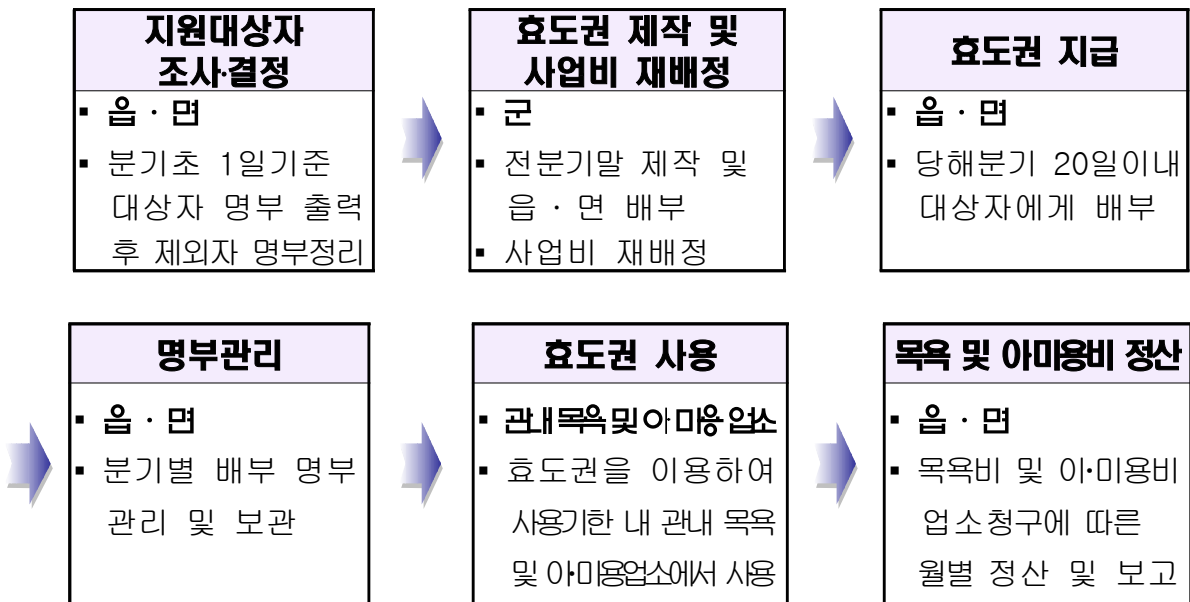 지원대상자
조사·결정
▪ 읍·면
▪ 분기초 1일기준
대상자 명부 출력
후 제외자 명부정리
효도권 제작 및
사업비 재배정
▪ 군
▪ 전분기말 제작 및
읍·면 배부
▪ 사업비 재배정
효도권 지급
▪ 읍·면
▪ 당해분기 20일이내
대상자에게 배부
명부관리
▪ 읍·면
▪ 분기별 배부 명부
관리 및 보관
효도권 사용
▪ 관내 목욕 및 이·미용 업소
▪ 효도권을 이용하여
사용기한 내 관내 목욕
및 이·미용업소에서 사용
목욕 및 이·미용비 정산
▪ 읍·면
▪ 목욕비 및 이·미용비
업소청구에 따른
월별 정산 및 보고